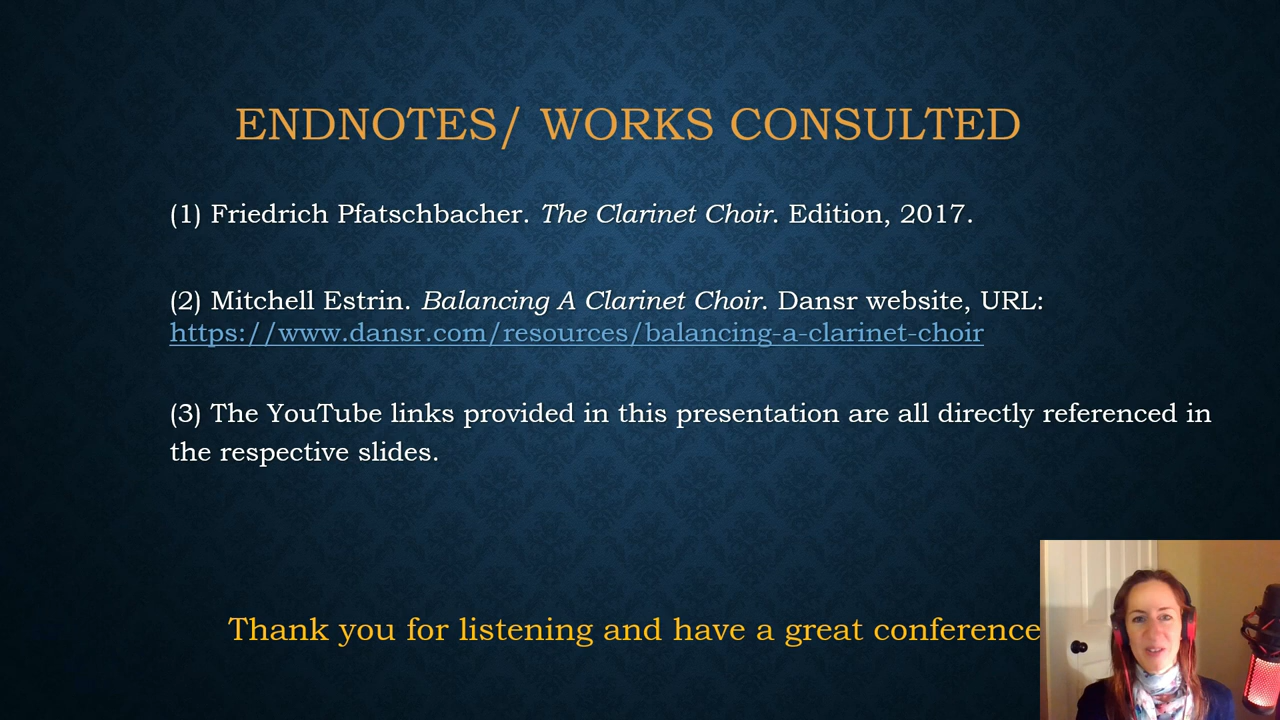 ENDNOTES/ WORKS CONSULTED
(1) Friedrich Pfatschbacher. The Clarinet Choir. Edition, 2017.
(2) Mitchell Estrin. Balancing A Clarinet Choir. Dansr website, URL:
https://www.dansr.com/resources/balancing-a-clarinet-choir
(3) The YouTube links provided in this presentation are all directly referenced in
the respective slides.
Thank you for listening and have a great conference